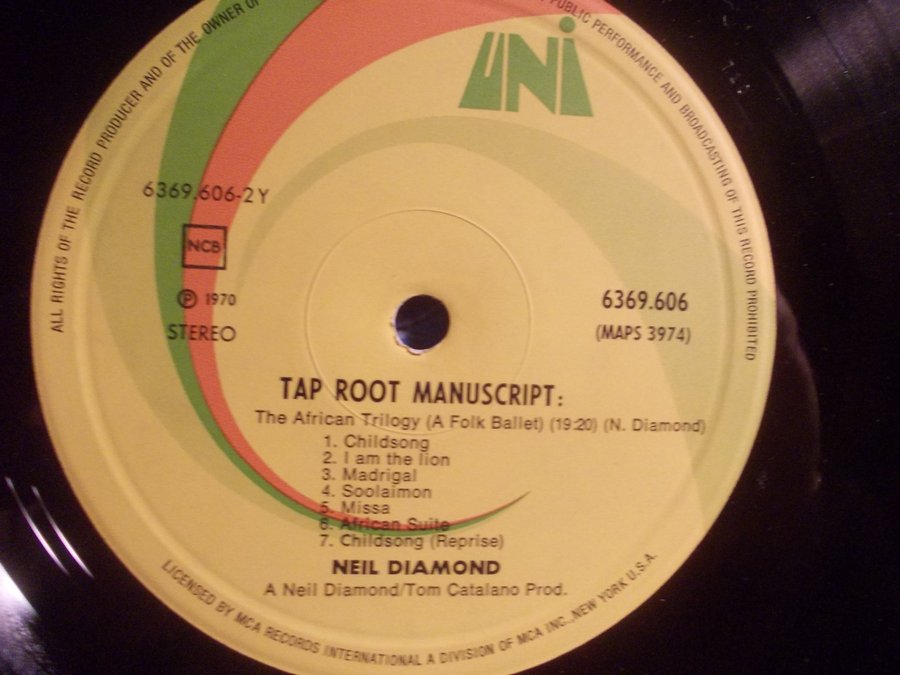 ALL RIGHTS OF THE RECORD PRODUCER AND OF THE OWNER OF
PUBLIC PERFORMANCE AND BROADCASTING OF THIS RECORD PROHIBITED
UNI
6369.606-2Y
NCB
Ⓟ 1970
STEREO
6369.606
(MAPS 3974)
TAP ROOT MANUSCRIPT:
The African Trilogy (A Folk Ballet) (19:20) (N. Diamond)
1. Childsong
2. I am the lion
3. Madrigal
4. Soolaimon
5. Missa
6. African Suite
7. Childsong (Reprise)
NEIL DIAMOND
A Neil Diamond/Tom Catalano Prod.
LICENSED BY MCA RECORDS INTERNATIONAL A DIVISION OF MCA INC., NEW YORK U.S.A.